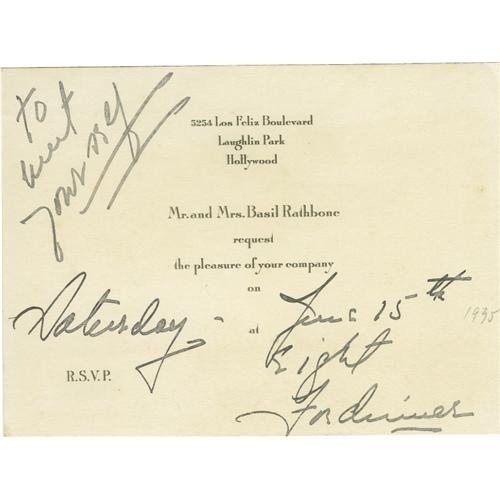 To
meet
yourself
5254 Los Feliz Boulevard
Laughlin Park
Hollywood
Mr. and Mrs. Basil Rathbone
request
the pleasure of your company
on
Saturday - June 15th 1935
at Eight
R.S.V.P.
For dinner